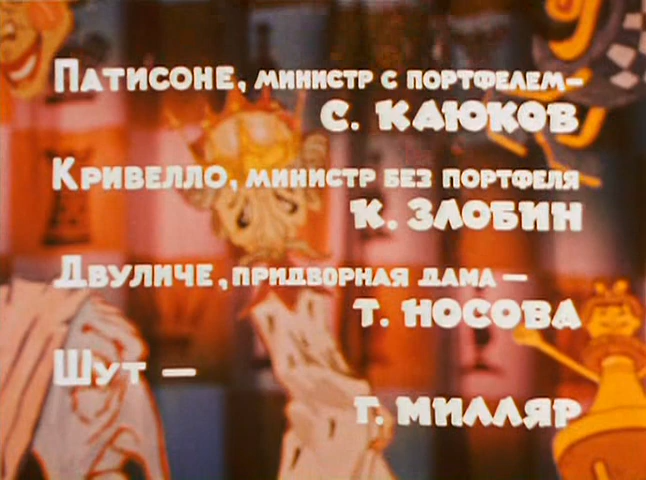 Патисоне, министр с портфелем—
С. Каюков
Кривелло, министр без портфеля
К. Злобин
Двуличе, придворная дама —
Т. Носова
Шут —
Г. Милляр